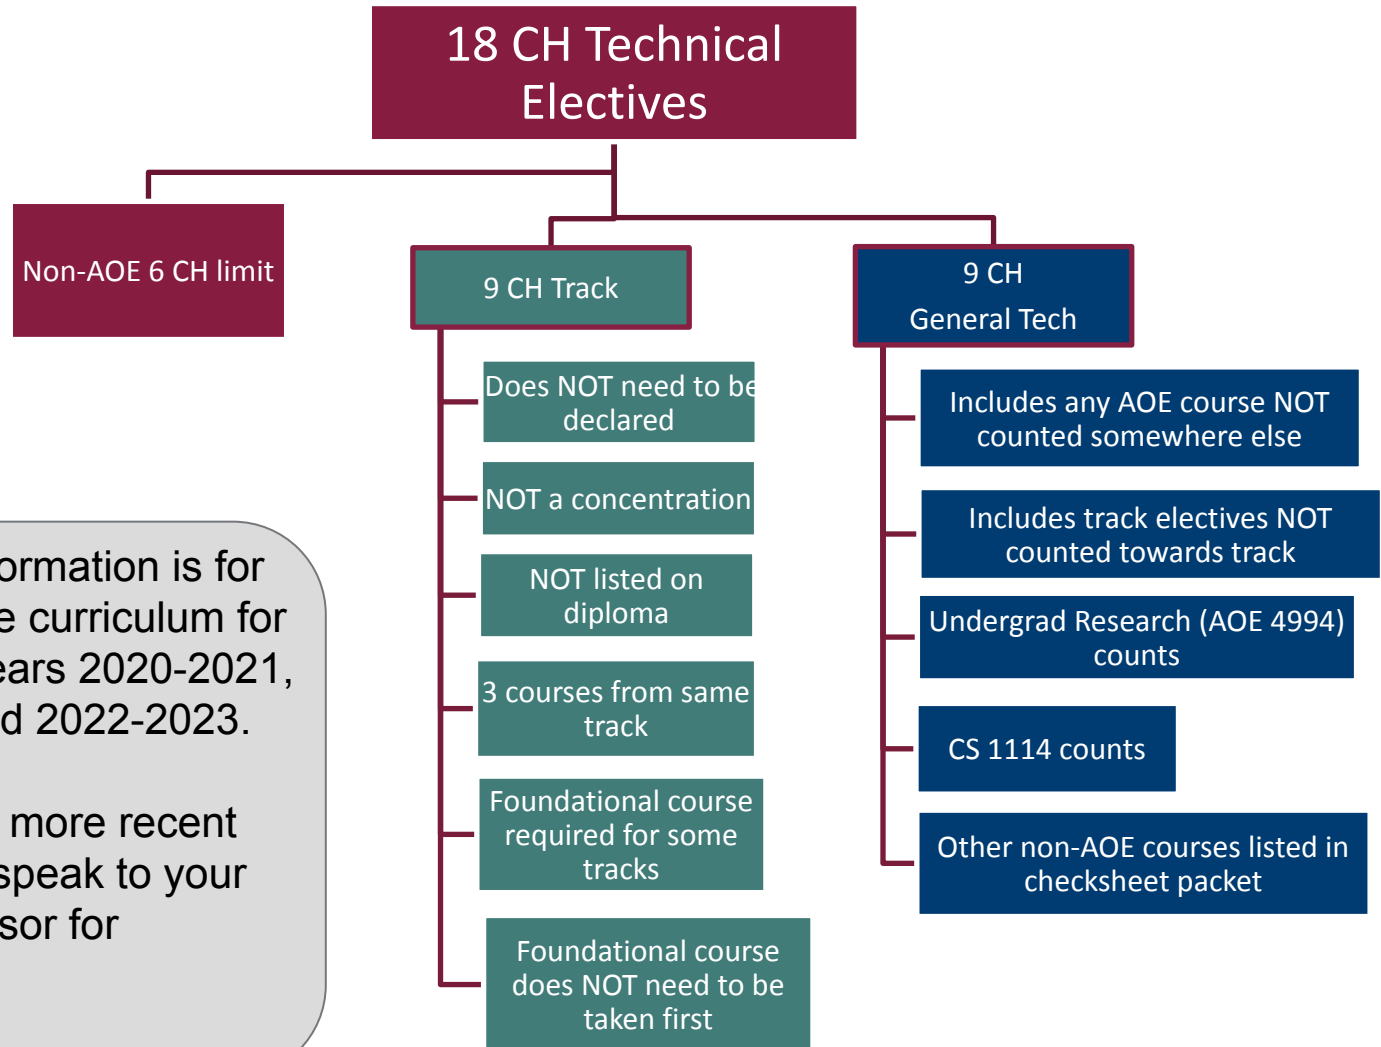 18 CH Technical
Electives
Non-AOE 6 CH limit
9 CH Track
Does NOT need to be
declared
NOT a concentration
NOT listed on
diploma
3 courses from same
track
Foundational course
required for some
tracks
Foundational course
does NOT need to be
taken first
9 CH
General Tech
Includes any AOE course NOT
counted somewhere else
Includes track electives NOT
counted towards track
Undergrad Research (AOE 4994)
counts
CS 1114 counts
Other non-AOE courses listed in
checksheet packet
formation is for
curriculum for
2020-2021,
2022-2023.
more recent
speak to your
for